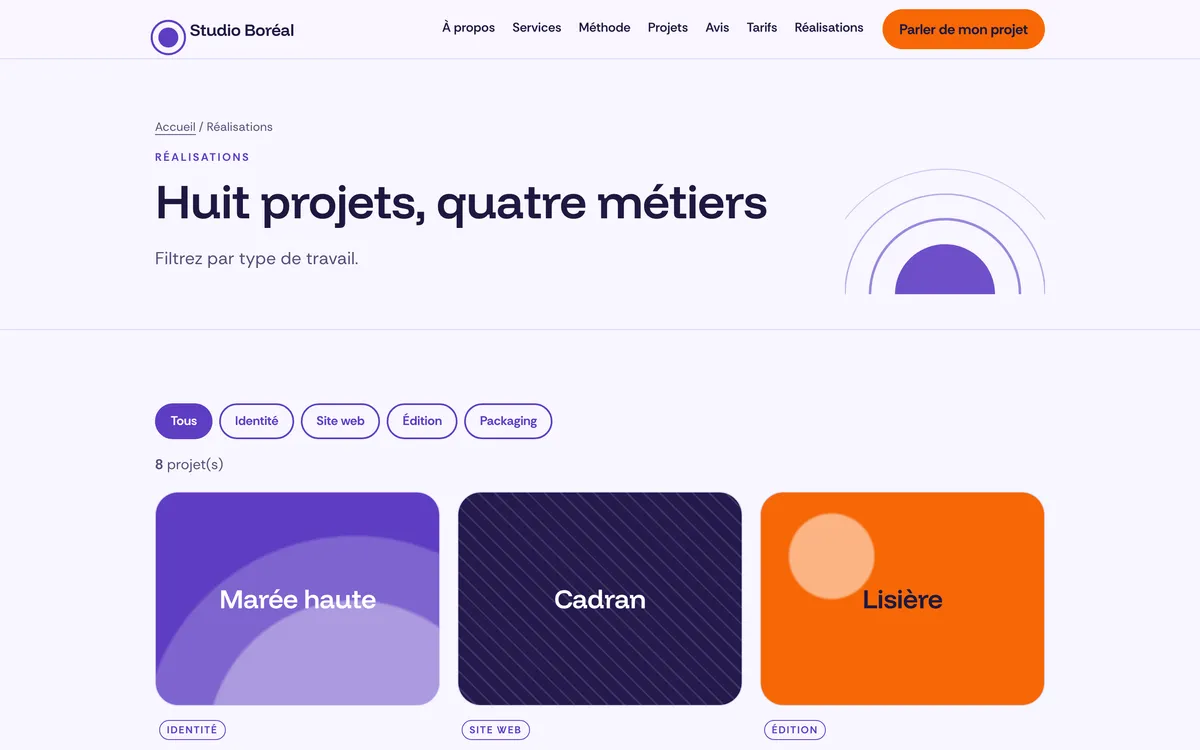 Studio Boréal
À propos Services Méthode Projets Avis Tarifs Réalisations Parler de mon projet
Accueil / Réalisations
RÉALISATIONS
Huit projets, quatre métiers
Filtrez par type de travail.
Tous Identité Site web Édition Packaging
8 projet(s)
Marée haute Cadran Lisière
IDENTITÉ SITE WEB ÉDITION